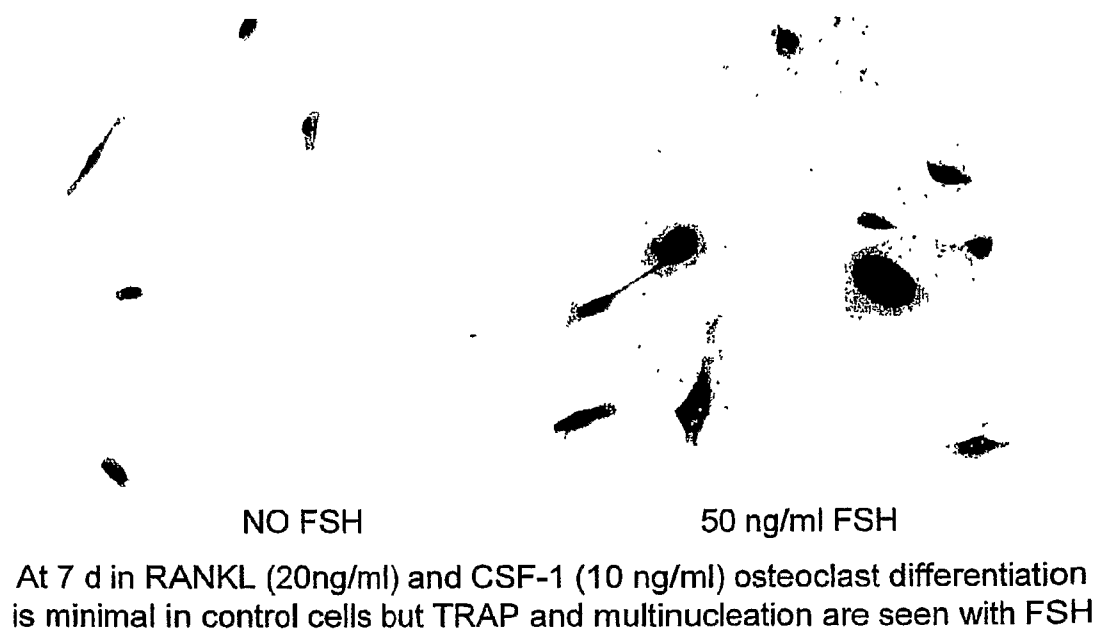 NO FSH
50 ng/ml FSH
At 7 d in RANKL (20ng/ml) and CSF-1 (10 ng/ml) osteoclast differentiation
is minimal in control cells but TRAP and multinucleation are seen with FSH